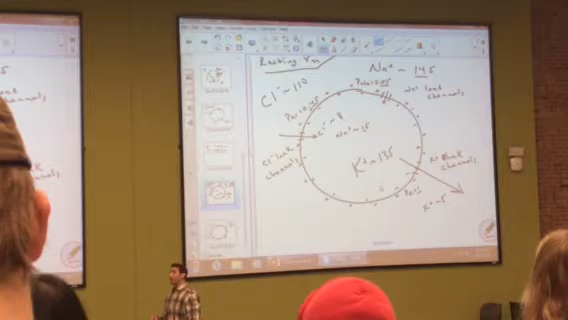 Resting Vm
Na+ ~ 145
Cl- ~ 110
Na+ leak
channels
Cl- ~ 8
Na+ ~ 15
Cl- leak
channels
K+ ~ 135
K+ leak
channels
K+ ~ 5